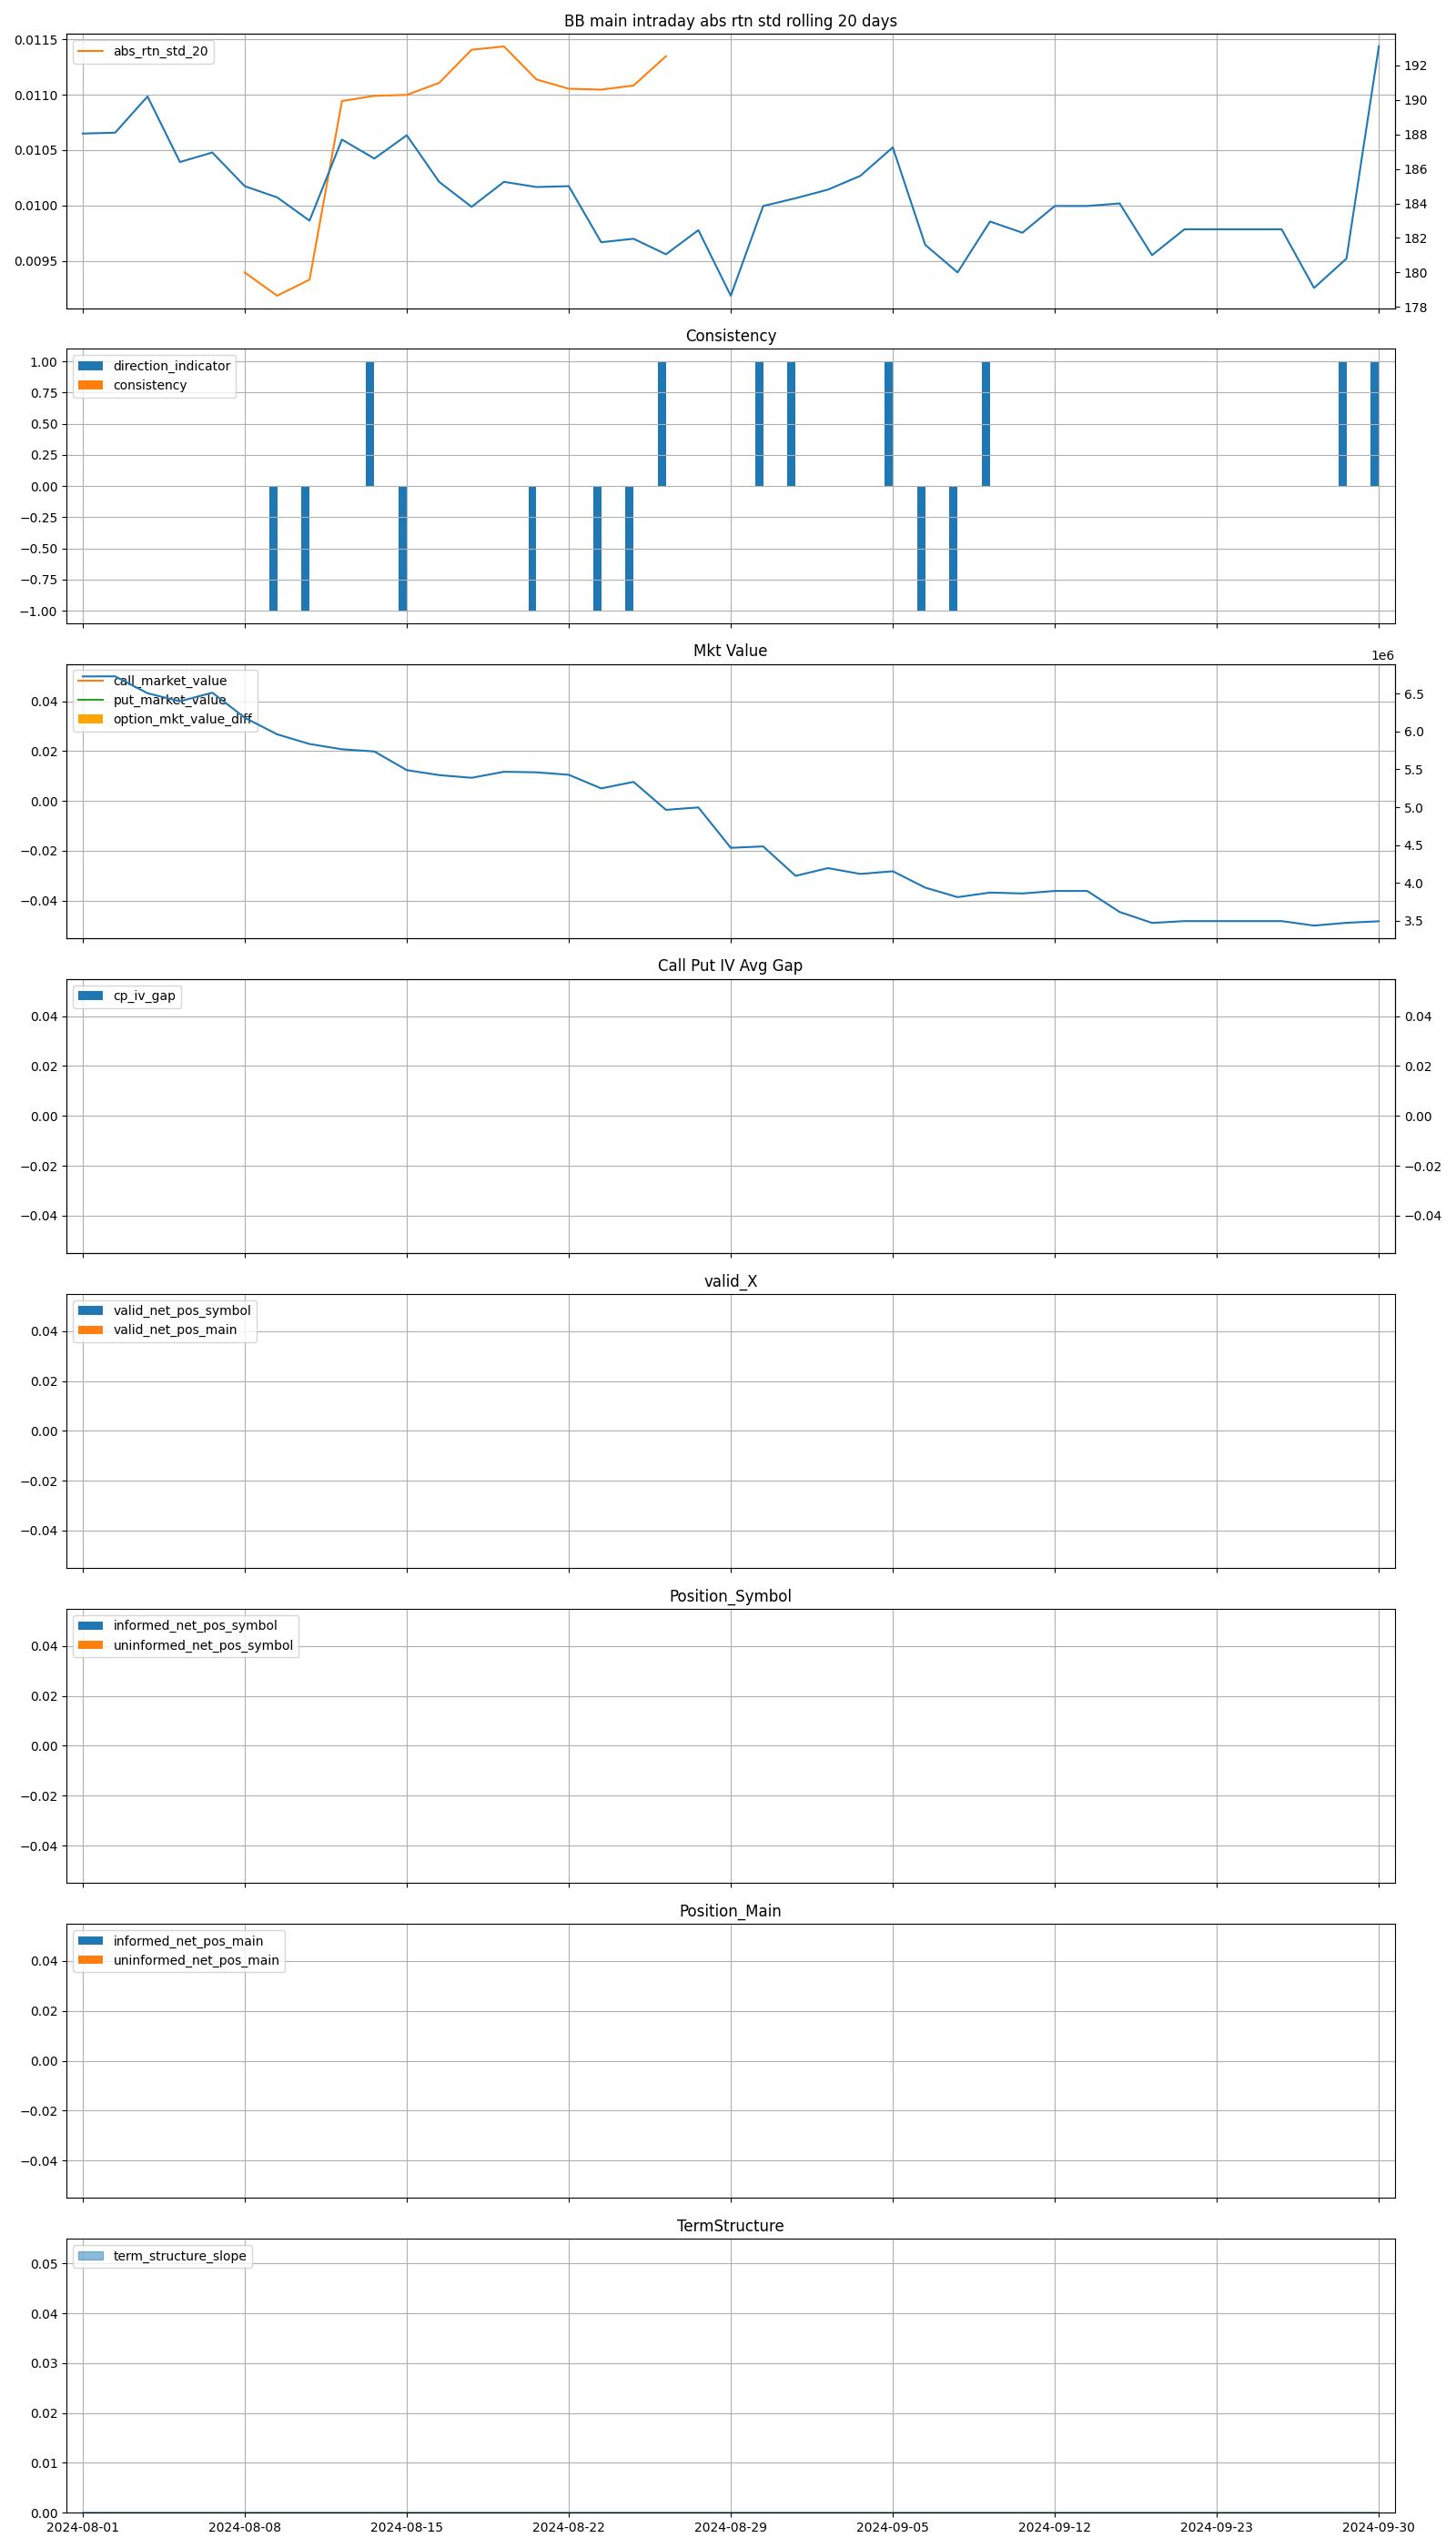 BB main intraday abs rtn std rolling 20 days
abs_rtn_std_20
0.0115
0.0110
0.0105
0.0100
0.0095
192
190
188
186
184
182
180
178
Consistency
direction_indicator
consistency
1.00
0.75
0.50
0.25
0.00
−0.25
−0.50
−0.75
−1.00
Mkt Value
1e6
call_market_value
put_market_value
option_mkt_value_diff
0.04
0.02
0.00
−0.02
−0.04
6.5
6.0
5.5
5.0
4.5
4.0
3.5
Call Put IV Avg Gap
cp_iv_gap
0.04
0.02
0.00
−0.02
−0.04
0.04
0.02
0.00
−0.02
−0.04
valid_X
valid_net_pos_symbol
valid_net_pos_main
0.04
0.02
0.00
−0.02
−0.04
Position_Symbol
informed_net_pos_symbol
uninformed_net_pos_symbol
0.04
0.02
0.00
−0.02
−0.04
Position_Main
informed_net_pos_main
uninformed_net_pos_main
0.04
0.02
0.00
−0.02
−0.04
TermStructure
term_structure_slope
0.05
0.04
0.03
0.02
0.01
0.00
2024-08-01 2024-08-08 2024-08-15 2024-08-22 2024-08-29 2024-09-05 2024-09-12 2024-09-23 2024-09-30